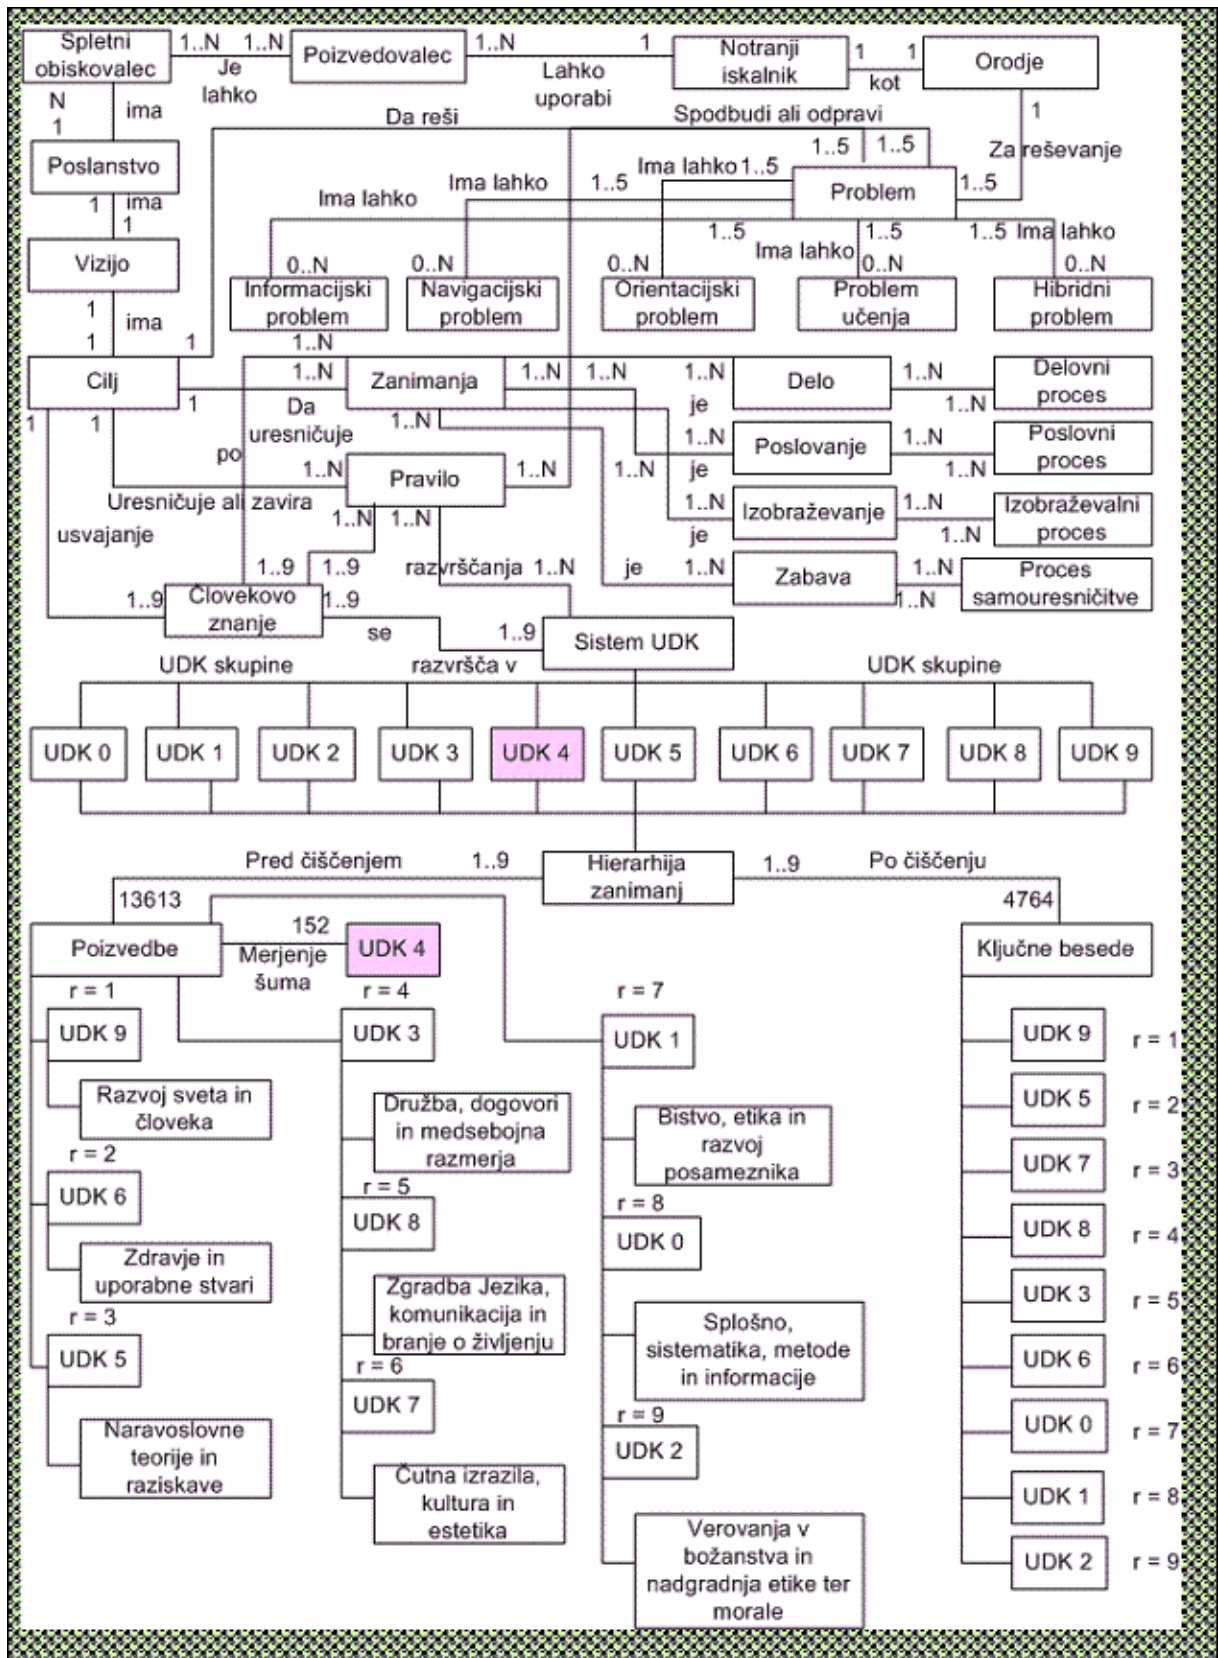 Spletni
obiskovalec
1..N
1..N
Je
lahko
Poizvedovalec
1..N
1
Lahko
uporabi
Notranji
iskalnik
1
1
kot
Orodje
N
1
ima
Da reši
Spodbudi ali odpravi
1
Za reševanje
Poslanstvo
1..5
1..5
Ima lahko
1..5
Ima lahko
1..5
Problem
1..5
1
ima
1
Ima lahko
1..5
1..5
1..5
Ima lahko
Ima lahko
Vizijo
0..N
0..N
0..N
0..N
0..N
Informacijski
problem
Navigacijski
problem
Orientacijski
problem
Problem
učenja
Hibridni
problem
1
ima
1
1
1..N
Cilj
1..N
Zanimanja
1..N
1..N
1..N
Delo
1..N
1..N
Delovni
proces
1
Da
uresničuje
1..N
je
1
1
po
1..N
Poslovanje
1..N
1..N
Poslovni
proces
je
1..N
Pravilo
1..N
1..N
Uresničuje ali zavira
1..N
1..N
1..N
Izobraževanje
1..N
1..N
Izobraževalni
proces
je
usvajanje
1..9
1..9
razvrščanja
1..N
je
1..N
Zabava
1..N
1..N
Proces
samouresničitve
1..9
Človekovo
znanje
1..9
se
1..9
Sistem UDK
UDK skupine
razvršča v
UDK skupine
UDK 0
UDK 1
UDK 2
UDK 3
UDK 4
UDK 5
UDK 6
UDK 7
UDK 8
UDK 9
Pred čiščenjem
1..9
Hierarhija
zanimanj
1..9
Po čiščenju
13613
4764
Poizvedbe
152
Merjenje
šuma
UDK 4
Ključne besede
r = 1
UDK 9
Razvoj sveta in
človeka
r = 2
UDK 6
Zdravje in
uporabne stvari
r = 3
UDK 5
Naravoslovne
teorije in
raziskave
r = 4
UDK 3
Družba, dogovori
in medsebojna
razmerja
r = 5
UDK 8
Zgradba Jezika,
komunikacija in
branje o življenju
r = 6
UDK 7
Čutna izrazila,
kultura in
estetika
r = 7
UDK 1
Bistvo, etika in
razvoj
posameznika
r = 8
UDK 0
Splošno,
sistematika, metode
in informacije
r = 9
UDK 2
Verovanja v
božanstva in
nadgradnja etike ter
morale
UDK 9
r = 1
UDK 5
r = 2
UDK 7
r = 3
UDK 8
r = 4
UDK 3
r = 5
UDK 6
r = 6
UDK 0
r = 7
UDK 1
r = 8
UDK 2
r = 9